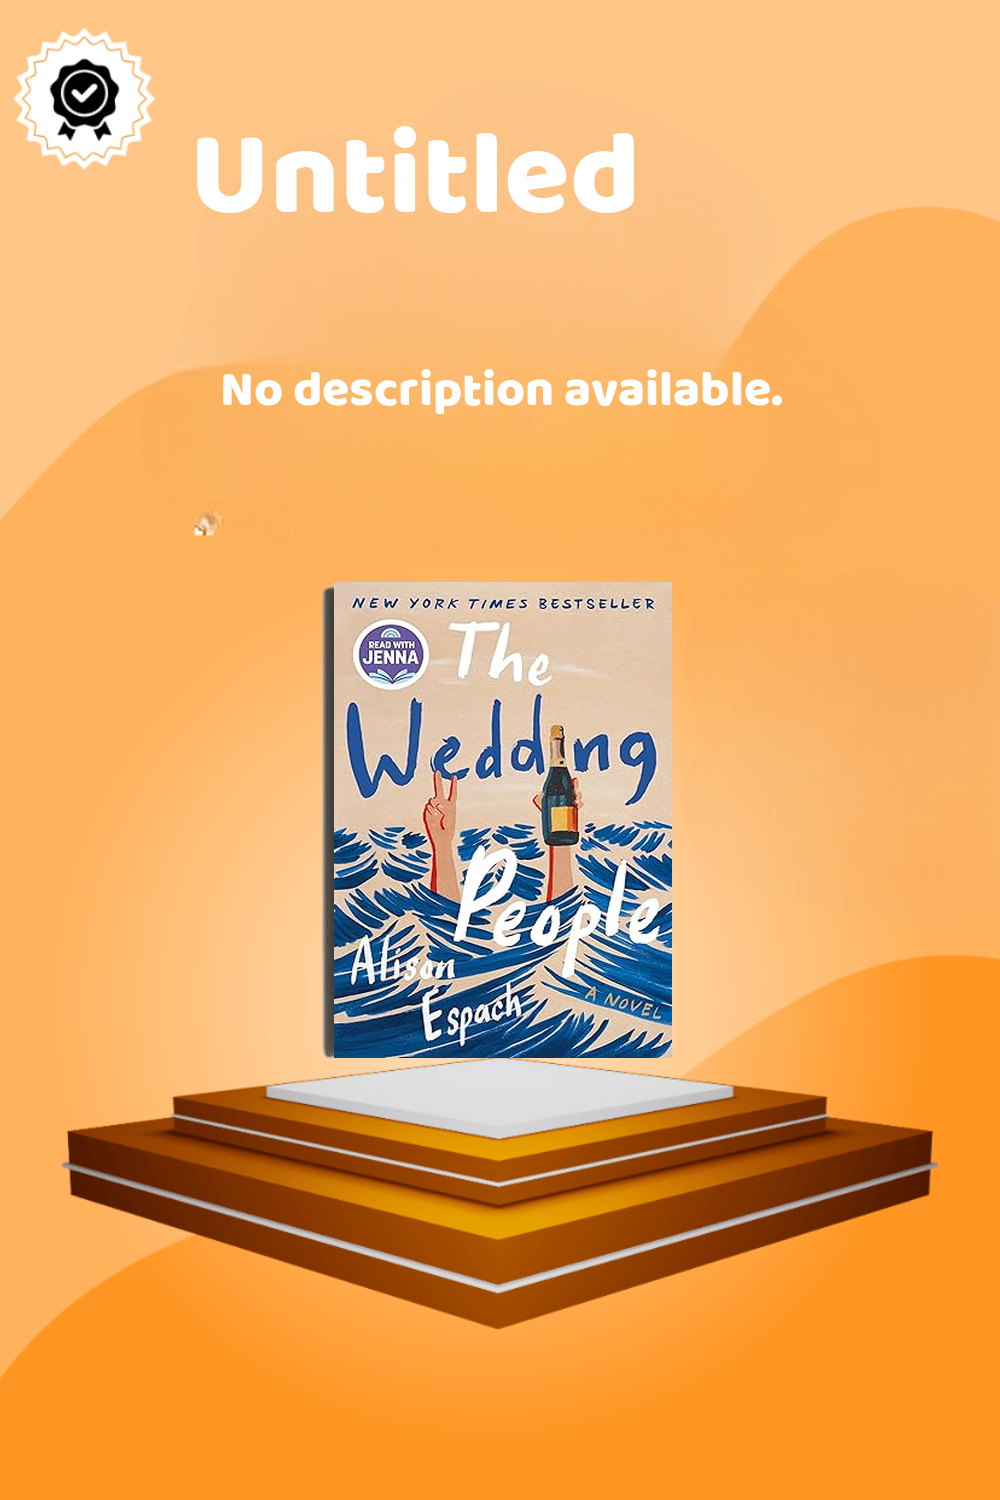 Untitled
No description available.
NEW YORK TIMES BESTSELLER
READ WITH
JENNA
The
Wedding
People
Alison
Espach
A NOVEL